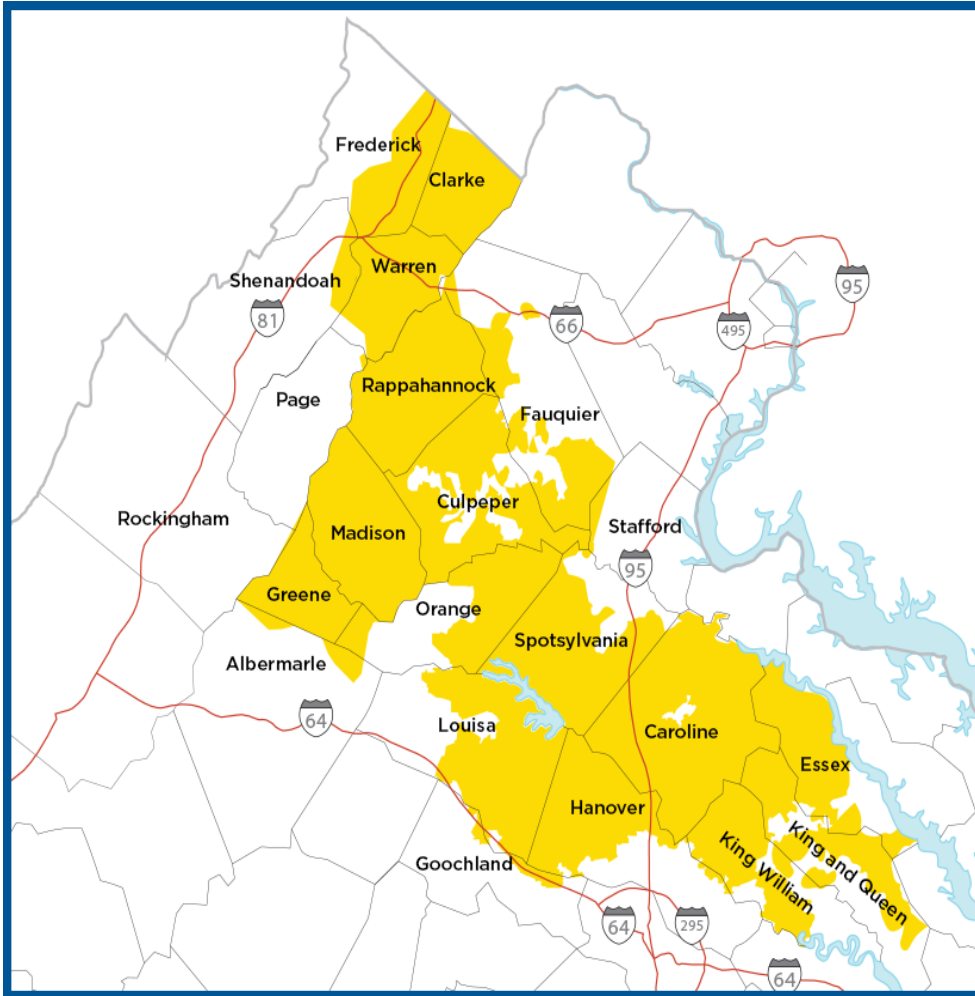 Frederick
Clarke
Warren
Shenandoah
95
81
66
495
Rappahannock
Page
Fauquier
Culpeper
Rockingham
Stafford
Madison
95
Greene
Orange
Spotsylvania
Albermarle
64
Louisa
Caroline
Essex
Hanover
King and Queen
King William
Goochland
64
295
64